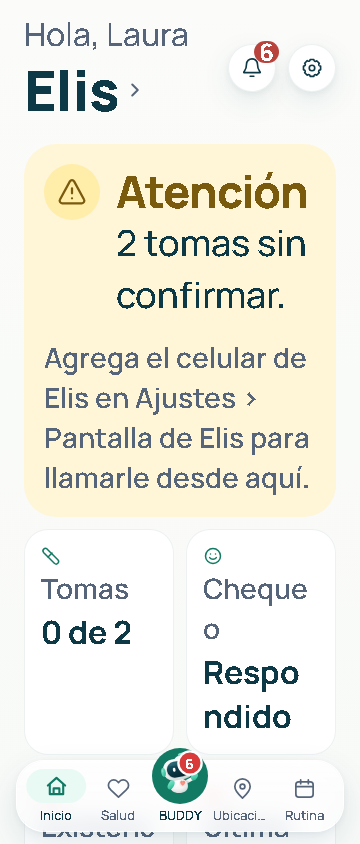 Hola, Laura
Elis
6
Atención
2 tomas sin
confirmar.
Agrega el celular de
Elis en Ajustes >
Pantalla de Elis para
llamarle desde aquí.
Tomas
0 de 2
Cheque
o
Respo
ndido
6
Inicio
Salud
BUDDY
Ubicaci...
Rutina